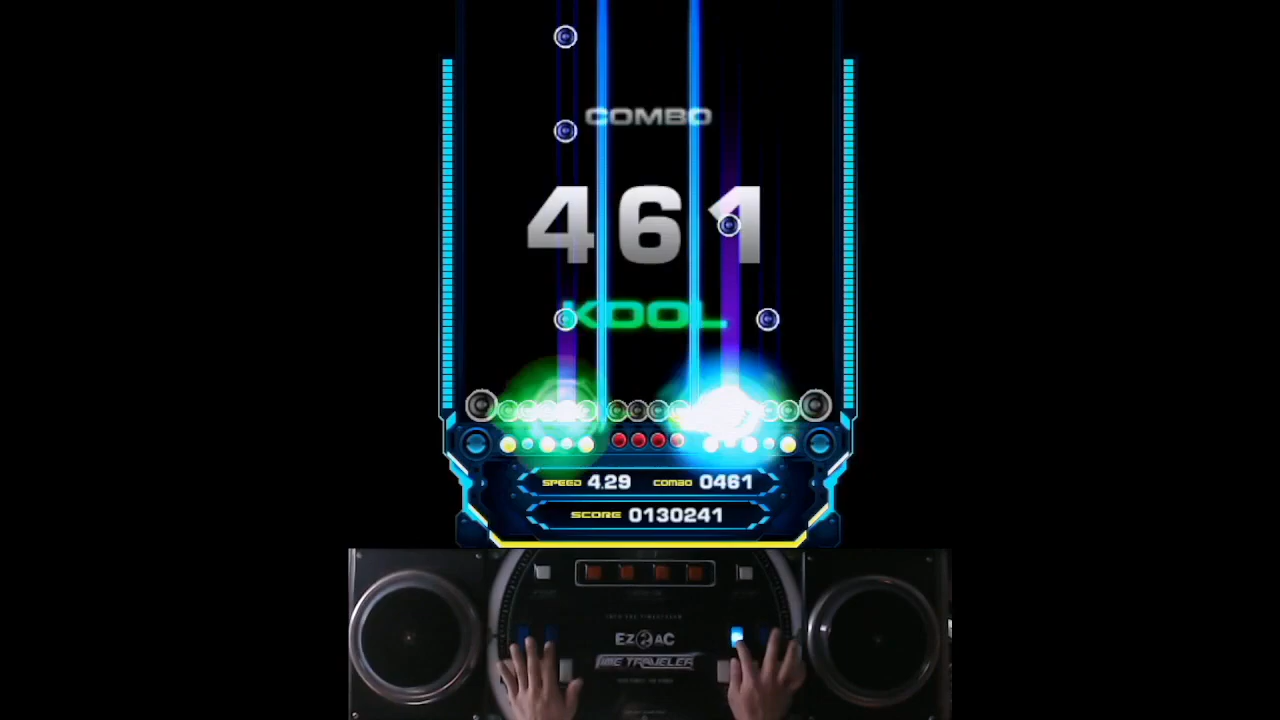 COMBO
461
KOOL
SPEED 4.29 COMBO 0461
SCORE 0130241
EZ2AC
TIME TRAVELER